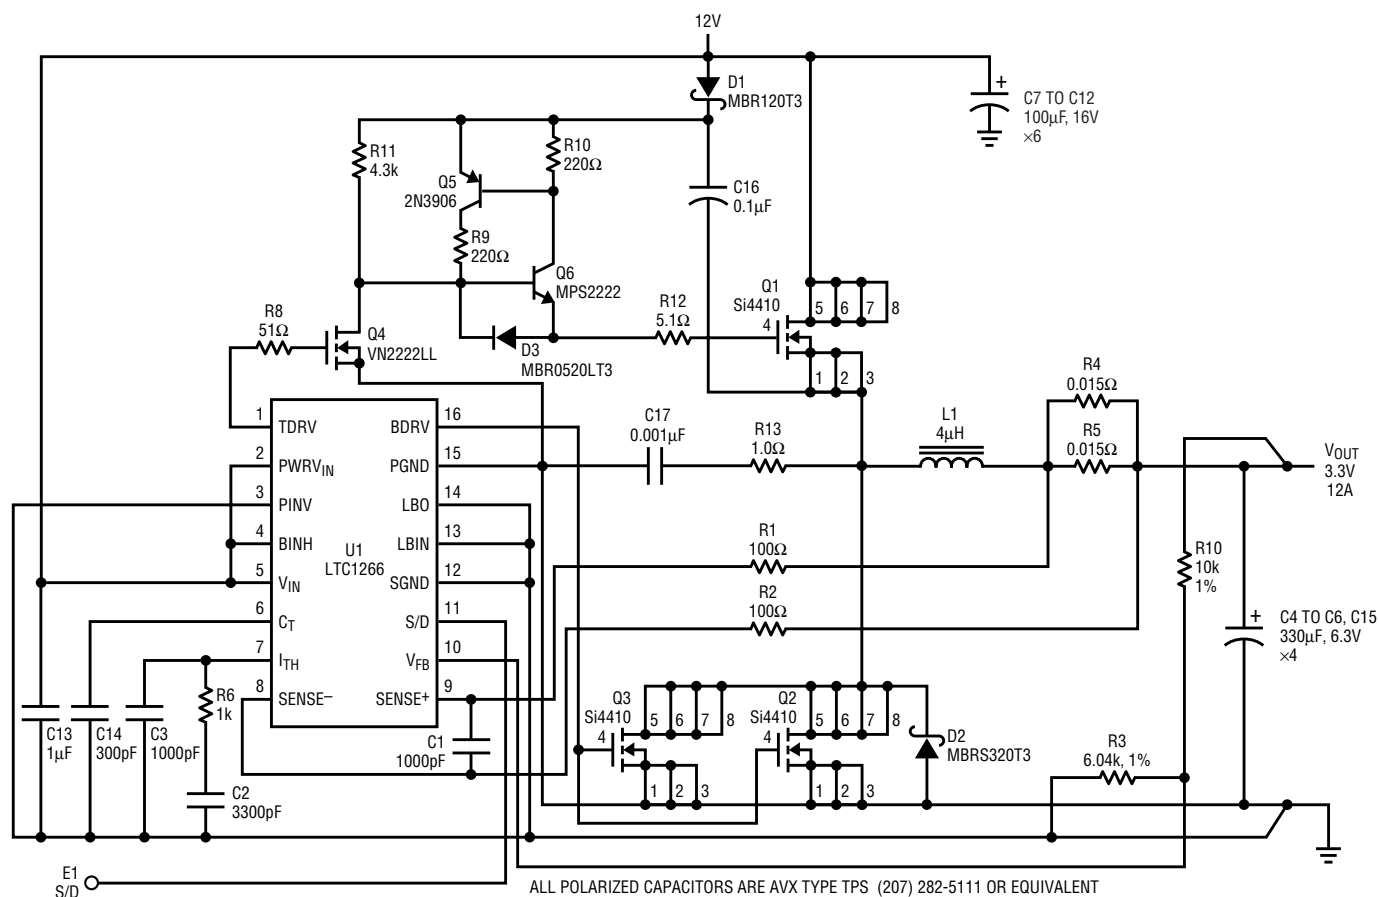 12V
D1
MBR120T3
+
C7 TO C12
100µF, 16V
×6
R11
4.3k
Q5
2N3906
R10
220Ω
R9
220Ω
C16
0.1µF
Q6
MPS2222
D3
MBR0520LT3
R12
5.1Ω
Q1
Si4410
4
5
6
7
8
1
2
3
R8
51Ω
Q4
VN2222LL
1
TDRV
2
PWRVIN
3
PINV
4
BINH
5
VIN
6
CT
7
ITH
8
SENSE–
U1
LTC1266
16
BDRV
15
PGND
14
LBO
13
LBIN
12
SGND
11
S/D
10
VFB
9
SENSE+
C17
0.001µF
R13
1.0Ω
L1
4µH
R4
0.015Ω
R5
0.015Ω
VOUT
3.3V
12A
R1
100Ω
R2
100Ω
R10
10k
1%
+
C4 TO C6, C15
330µF, 6.3V
×4
R6
1k
C13
1µF
C14
300pF
C3
1000pF
C2
3300pF
C1
1000pF
Q3
Si4410
4
5
6
7
8
1
2
3
Q2
Si4410
4
5
6
7
8
1
2
3
D2
MBRS320T3
R3
6.04k, 1%
E1
S/D
ALL POLARIZED CAPACITORS ARE AVX TYPE TPS (207) 282-5111 OR EQUIVALENT